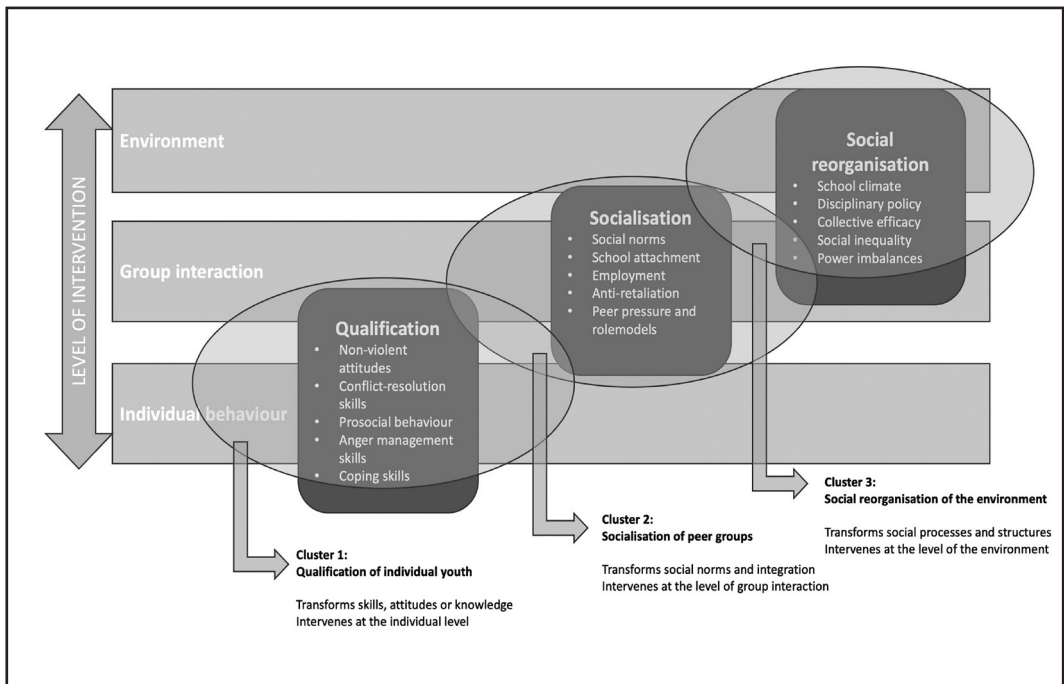 LEVEL OF INTERVENTION
Environment
Group interaction
Individual behaviour
Qualification
• Non-violent
attitudes
• Conflict-resolution
skills
• Prosocial behaviour
• Anger management
skills
• Coping skills
Socialisation
• Social norms
• School attachment
• Employment
• Anti-retaliation
• Peer pressure and
rolemodels
Social
reorganisation
• School climate
• Disciplinary policy
• Collective efficacy
• Social inequality
• Power imbalances
Cluster 1:
Qualification of individual youth
Transforms skills, attitudes or knowledge
Intervenes at the individual level
Cluster 2:
Socialisation of peer groups
Transforms social norms and integration
Intervenes at the level of group interaction
Cluster 3:
Social reorganisation of the environment
Transforms social processes and structures
Intervenes at the level of the environment